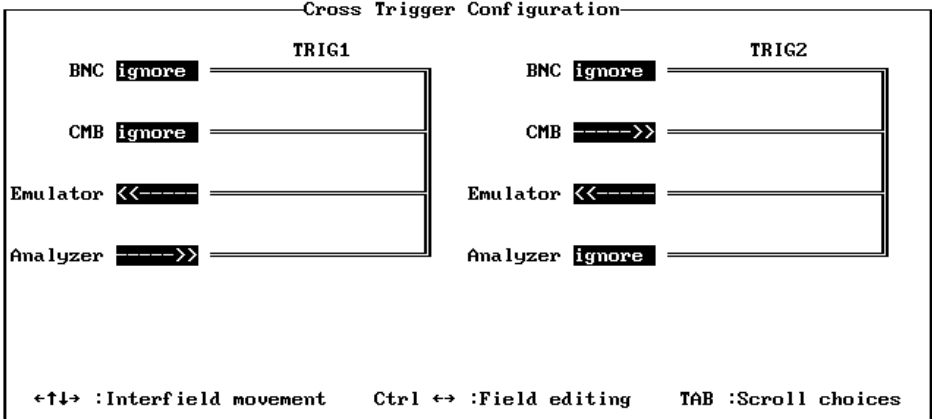 Cross Trigger Configuration
TRIG1 TRIG2
BNC ignore BNC ignore
CMB ignore CMB ----->>
Emulator <<----- Emulator <<-----
Analyzer ----->> Analyzer ignore
←↑↓→ :Interfield movement Ctrl ↔ :Field editing TAB :Scroll choices